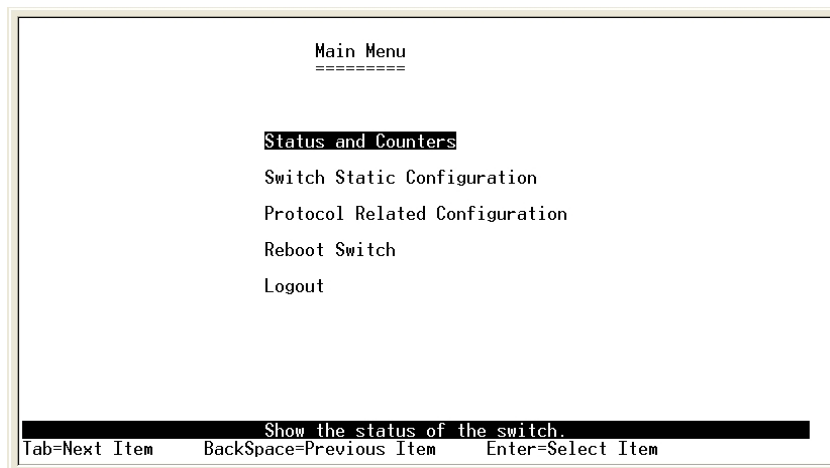 Main Menu
=========
Status and Counters
Switch Static Configuration
Protocol Related Configuration
Reboot Switch
Logout
Show the status of the switch.
Tab=Next Item BackSpace=Previous Item Enter=Select Item